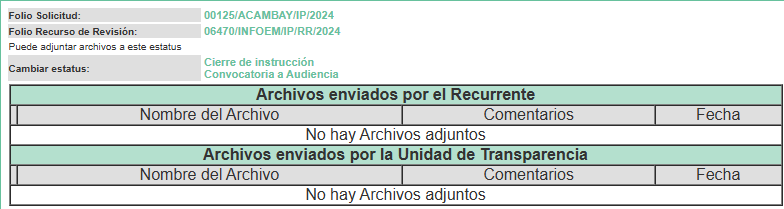 Folio Solicitud: 00125/ACAMBAY/IP/2024
Folio Recurso de Revisión: 06470/INFOEM/IP/RR/2024
Puede adjuntar archivos a este estatus
Cambiar estatus: Cierre de instrucción
Convocatoria a Audiencia
Archivos enviados por el Recurrente
Nombre del Archivo Comentarios Fecha
No hay Archivos adjuntos
Archivos enviados por la Unidad de Transparencia
Nombre del Archivo Comentarios Fecha
No hay Archivos adjuntos